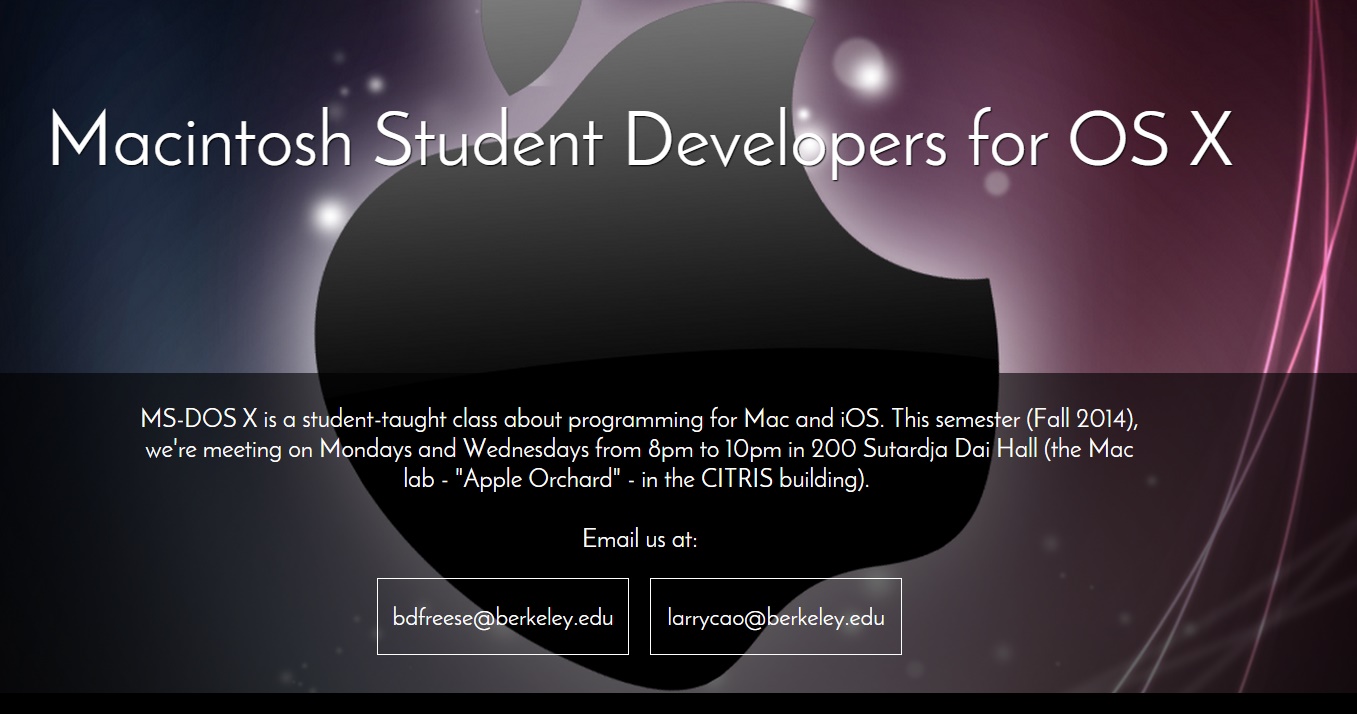 Macintosh Student Developers for OS X
MS-DOS X is a student-taught class about programming for Mac and iOS. This semester (Fall 2014),
we're meeting on Mondays and Wednesdays from 8pm to 10pm in 200 Sutardja Dai Hall (the Mac
lab - "Apple Orchard" - in the CITRIS building).
Email us at:
bdfreese@berkeley.edu
larrycao@berkeley.edu